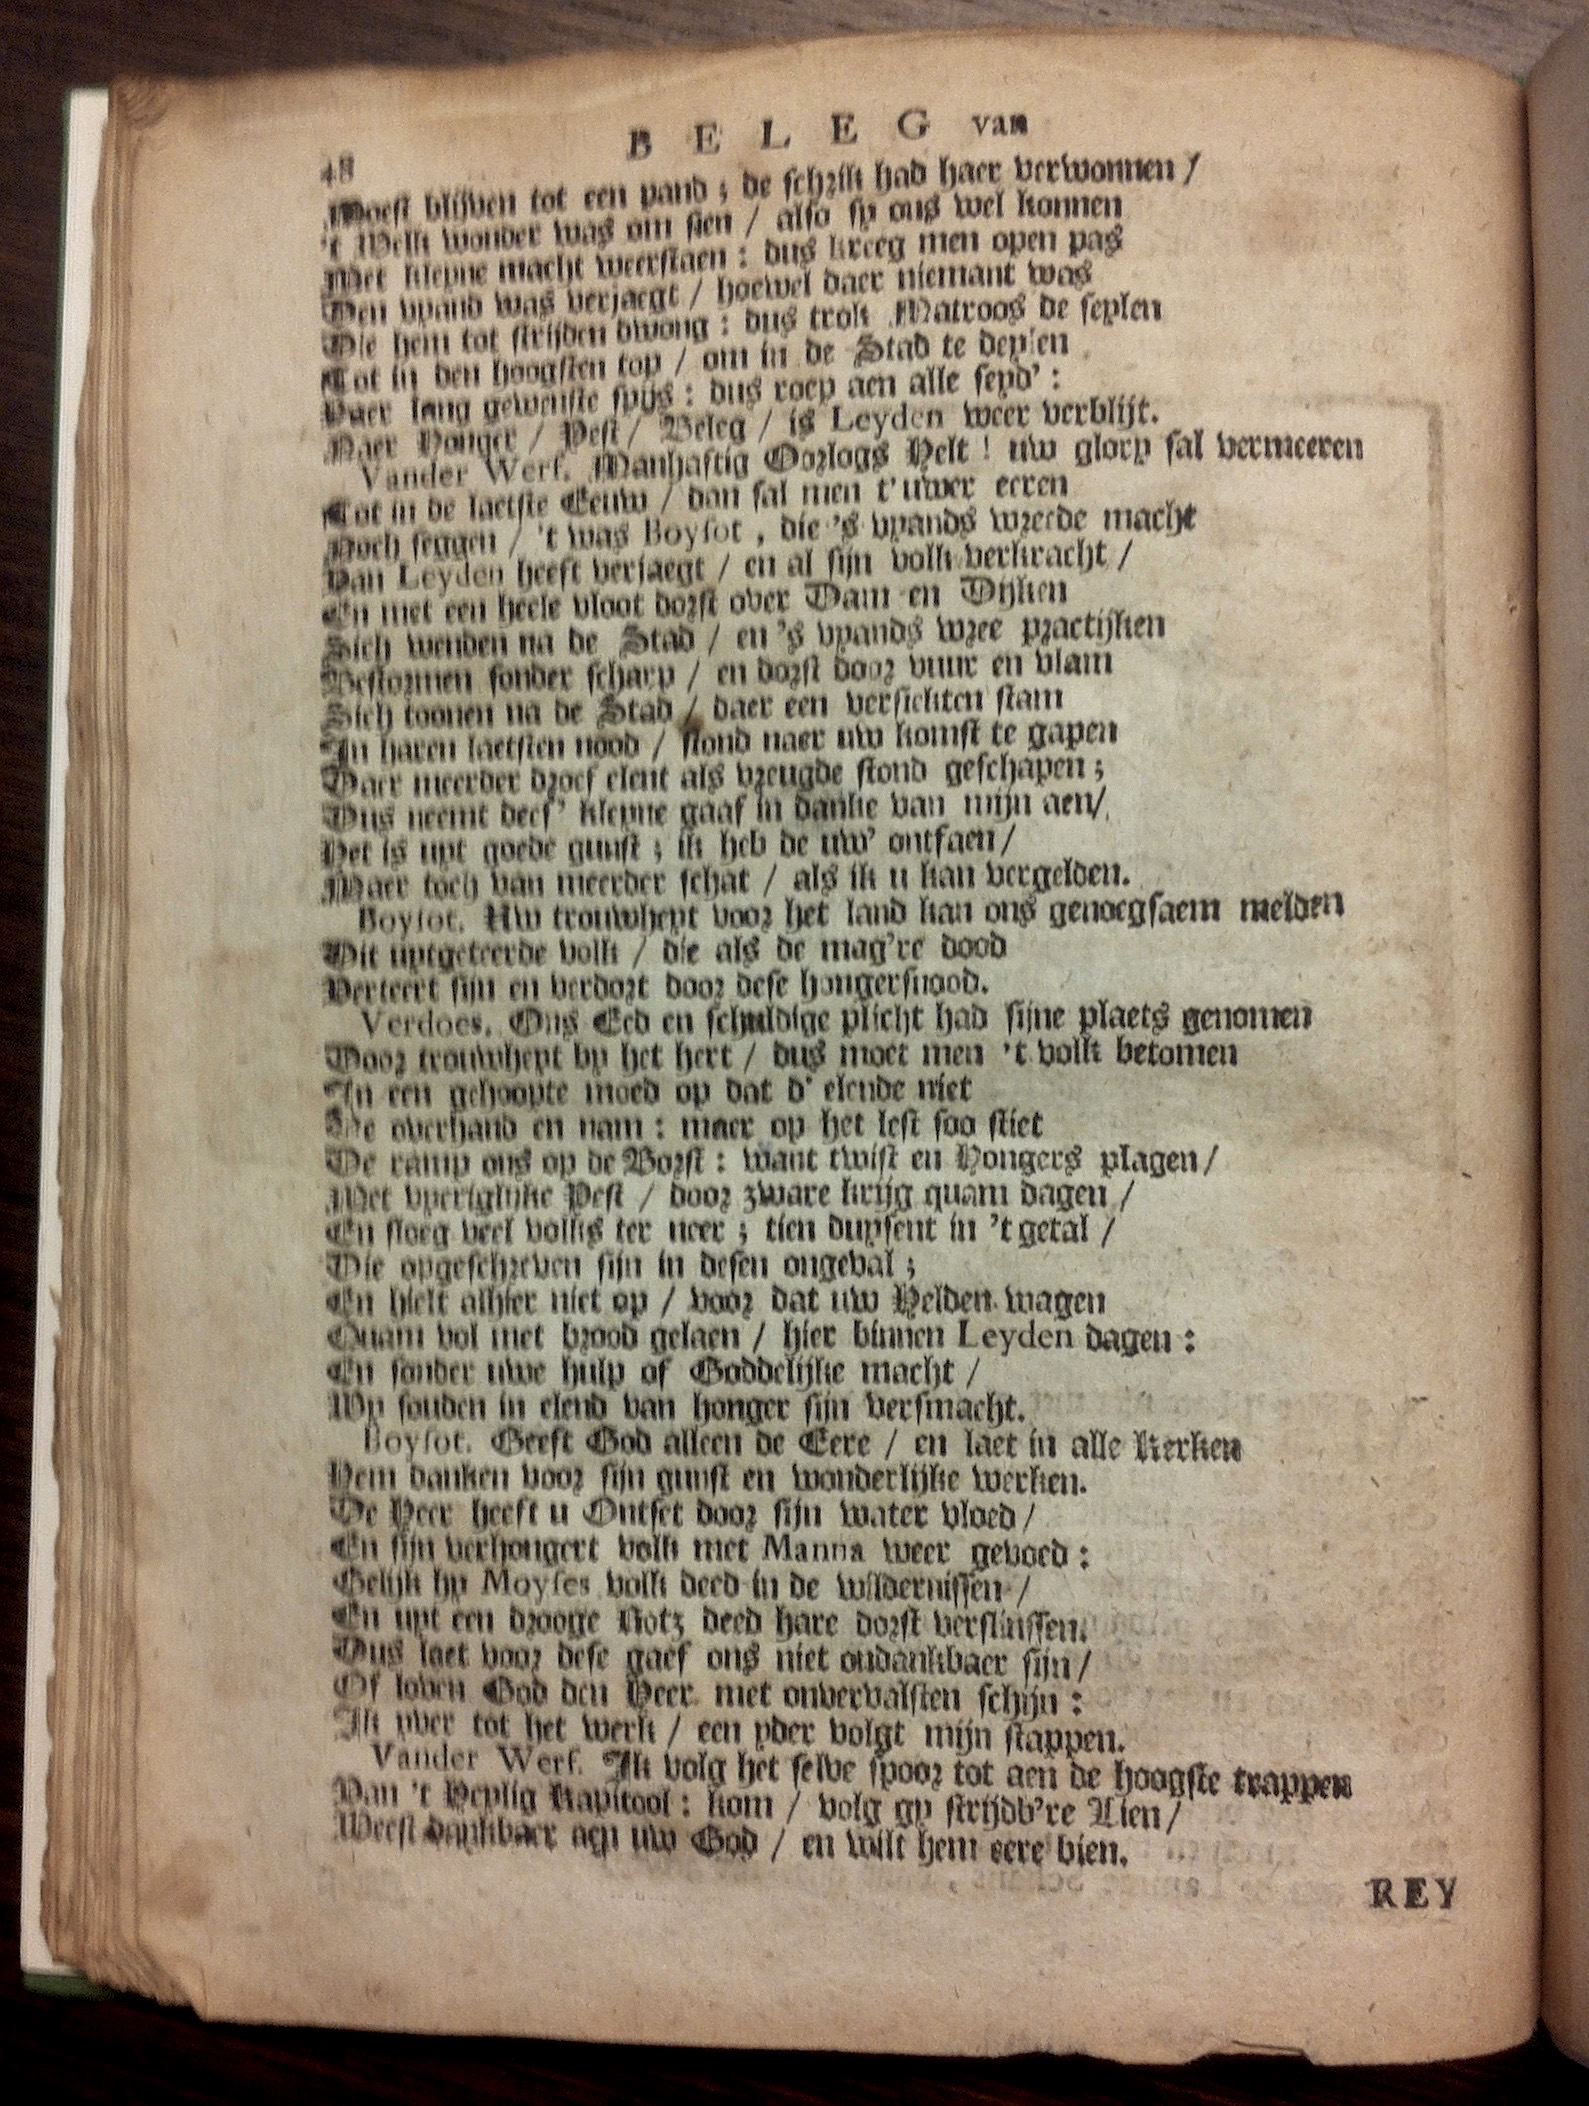 BELEG van
48
Moest blijven tot een pand; de schrik had haer verwonnen /
't Welk wonder was om sien / also sy ons wel konnen
Met kleyne macht weerstaen: dus kreeg men open pas
Den vyand was verjaegt / hoewel daer niemant was
Die hem tot strijden dwong: dus trok Matroos de seylen
Tot in den hoogsten top / om in de Stad te deylen
Haer lang gewenste spijs: dus roep aen alle seyd':
Naer Honger / Pest / Beleg / is Leyden weer verblijt.
Vander Werf. Manhaftig Oorlogs Helt! uw glory sal vermeeren
Tot in de laetste Eeuw / dan sal men t'uwer eeren
Noch seggen / 't was Boysot, die 's vyands wreede macht
Van Leyden heeft verjaegt / en al sijn volk verkracht /
En met een heele vloot dorst over Dam en Dijken
Sich wenden na de Stad / en 's vyands wree practijken
Bestormen sonder scharp / en dorst door vuur en vlam
Sich toonen na de Stad / daer een versickten stam
In haren laetsten nood / stond naer uw komst te gapen
Daer meerder droef elent als vreugde stond geschapen;
Dus neemt dees' kleyne gaaf in danke van mijn aen /
Het is uyt goede gunst; ik heb de uw' ontfaen /
Maer toch van meerder schat / als ik u kan vergelden.
Boysot. Uw trouwheyt voor het land kan ons genoegsaem melden
Dit uytgeteerde volk / die als de mag're dood
Verteert sijn en verdort door dese hongersnood.
Verdoes. Ons Eed en schuldige plicht had sijne plaets genomen
Door trouwheyt by het hert / dus moet men 't volk betomen
In een gehoopte moed op dat d' elende niet
De overhand en nam: maer op het lest soo stiet
De ramp ons op de Borst: want twist en Hongers plagen /
Met vyeriglijke Pest / door zware krijg quam dagen /
En sloeg veel volks ter neer; tien duysent in 't getal /
Die opgeschreven sijn in desen ongeval;
En hielt alhier niet op / voor dat uw Helden wagen
Quam vol met brood gelaen / hier binnen Leyden dagen:
En sonder uwe hulp of Goddelijke macht /
Wy souden in elend van honger sijn versmacht.
Boysot. Geeft God alleen de Eere / en laet in alle Kerken
Hem danken voor sijn gunst en wonderlijke werken.
De Heer heeft u Ontset door sijn water vloed /
En sijn verhongert volk met Manna weer gevoed:
Gelijk hy Moyses volk deed in de wildernissen /
En uyt een drooge Rotz deed hare dorst verslinssen.
Dus laet voor dese gaef ons niet ondankbaer sijn /
Of loven God den Heer met onvervalsten schijn:
Ik yver tot het werk / een yder volgt mijn stappen.
Vander Werf. Ik volg het selve spoor tot aen de hoogste trappen
Van 't Heylig Kapitool: kom / volg gy strijdb're Lien /
Weest dankbaer aen uw God / en wilt hem eere bien.
REY